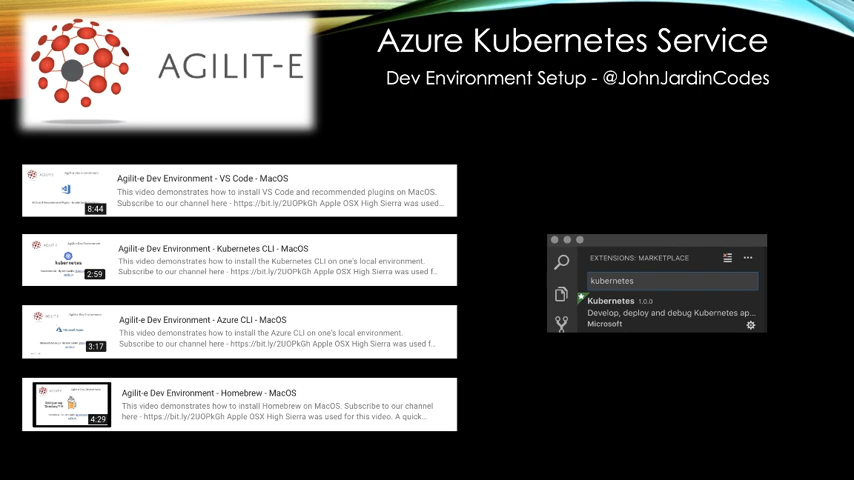 AGILIT-E
Azure Kubernetes Service
Dev Environment Setup - @JohnJardinCodes
8:44
Agilit-e Dev Environment - VS Code - MacOS
This video demonstrates how to install VS Code and recommended plugins on MacOS.
Subscribe to our channel here - https://bit.ly/2UOPkGh Apple OSX High Sierra was used...
kubernetes
2:59
Agilit-e Dev Environment - Kubernetes CLI - MacOS
This video demonstrates how to install the Kubernetes CLI on one's local environment.
Subscribe to our channel here - https://bit.ly/2UOPkGh Apple OSX High Sierra was used f...
3:17
Agilit-e Dev Environment - Azure CLI - MacOS
This video demonstrates how to install the Azure CLI on one's local environment.
Subscribe to our channel here - https://bit.ly/2UOPkGh Apple OSX High Sierra was used f...
4:29
Agilit-e Dev Environment - Homebrew - MacOS
This video demonstrates how to install Homebrew on MacOS. Subscribe to our channel
here - https://bit.ly/2UOPkGh Apple OSX High Sierra was used for this video. A quick...
EXTENSIONS: MARKETPLACE
kubernetes
Kubernetes 1.0.0
Develop, deploy and debug Kubernetes ap...
Microsoft